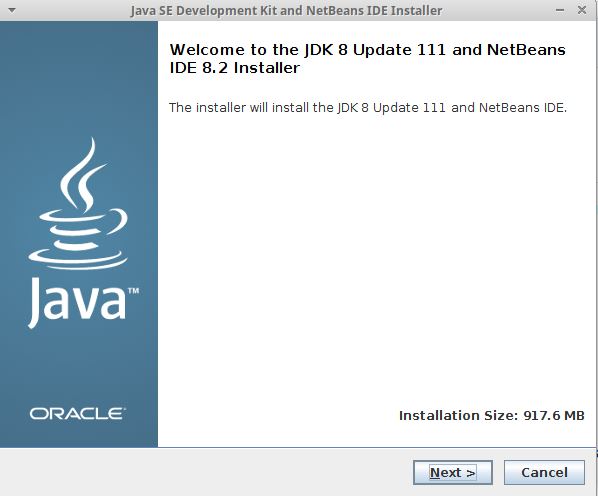 Java SE Development Kit and NetBeans IDE Installer
Welcome to the JDK 8 Update 111 and NetBeans
IDE 8.2 Installer
The installer will install the JDK 8 Update 111 and NetBeans IDE.
Java™
ORACLE®
Installation Size: 917.6 MB
Next >
Cancel